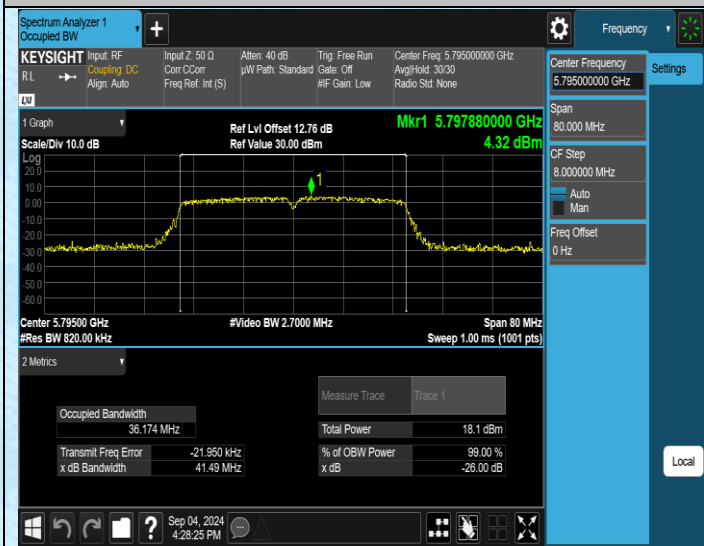 Spectrum Analyzer 1
Occupied BW
Frequency
KEYSIGHT
R L
LXI
Input: RF
Coupling: DC
Align: Auto
Input Z: 50 Ω
Corr CCorr
Freq Ref: Int (S)
Atten: 40 dB
µW Path: Standard
Trig: Free Run
Gate: Off
#IF Gain: Low
Center Freq: 5.795000000 GHz
Avg|Hold: 30/30
Radio Std: None
1 Graph
Scale/Div 10.0 dB
Ref Lvl Offset 12.76 dB
Ref Value 30.00 dBm
Mkr1 5.797880000 GHz
4.32 dBm
Log
20.0
10.0
0.00
-10.0
-20.0
-30.0
-40.0
-50.0
-60.0
1
Center 5.79500 GHz
#Res BW 820.00 kHz
#Video BW 2.7000 MHz
Span 80 MHz
Sweep 1.00 ms (1001 pts)
2 Metrics
Measure Trace
Trace 1
Occupied Bandwidth
36.174 MHz
Total Power
18.1 dBm
Transmit Freq Error
-21.950 kHz
% of OBW Power
99.00 %
x dB Bandwidth
41.49 MHz
x dB
-26.00 dB
Center Frequency
5.795000000 GHz
Span
80.000 MHz
CF Step
8.000000 MHz
Auto
Man
Freq Offset
0 Hz
Settings
Local
?
Sep 04, 2024
4:28:25 PM